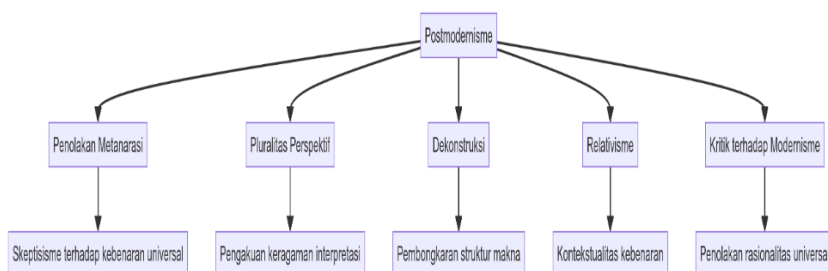 Postmodernisme
Penolakan Metanarasi
Pluralitas Perspektif
Dekonstruksi
Relativisme
Kritik terhadap Modernisme
Skeptisisme terhadap kebenaran universal
Pengakuan keragaman interpretasi
Pembongkaran struktur makna
Kontekstualitas kebenaran
Penolakan rasionalitas universa